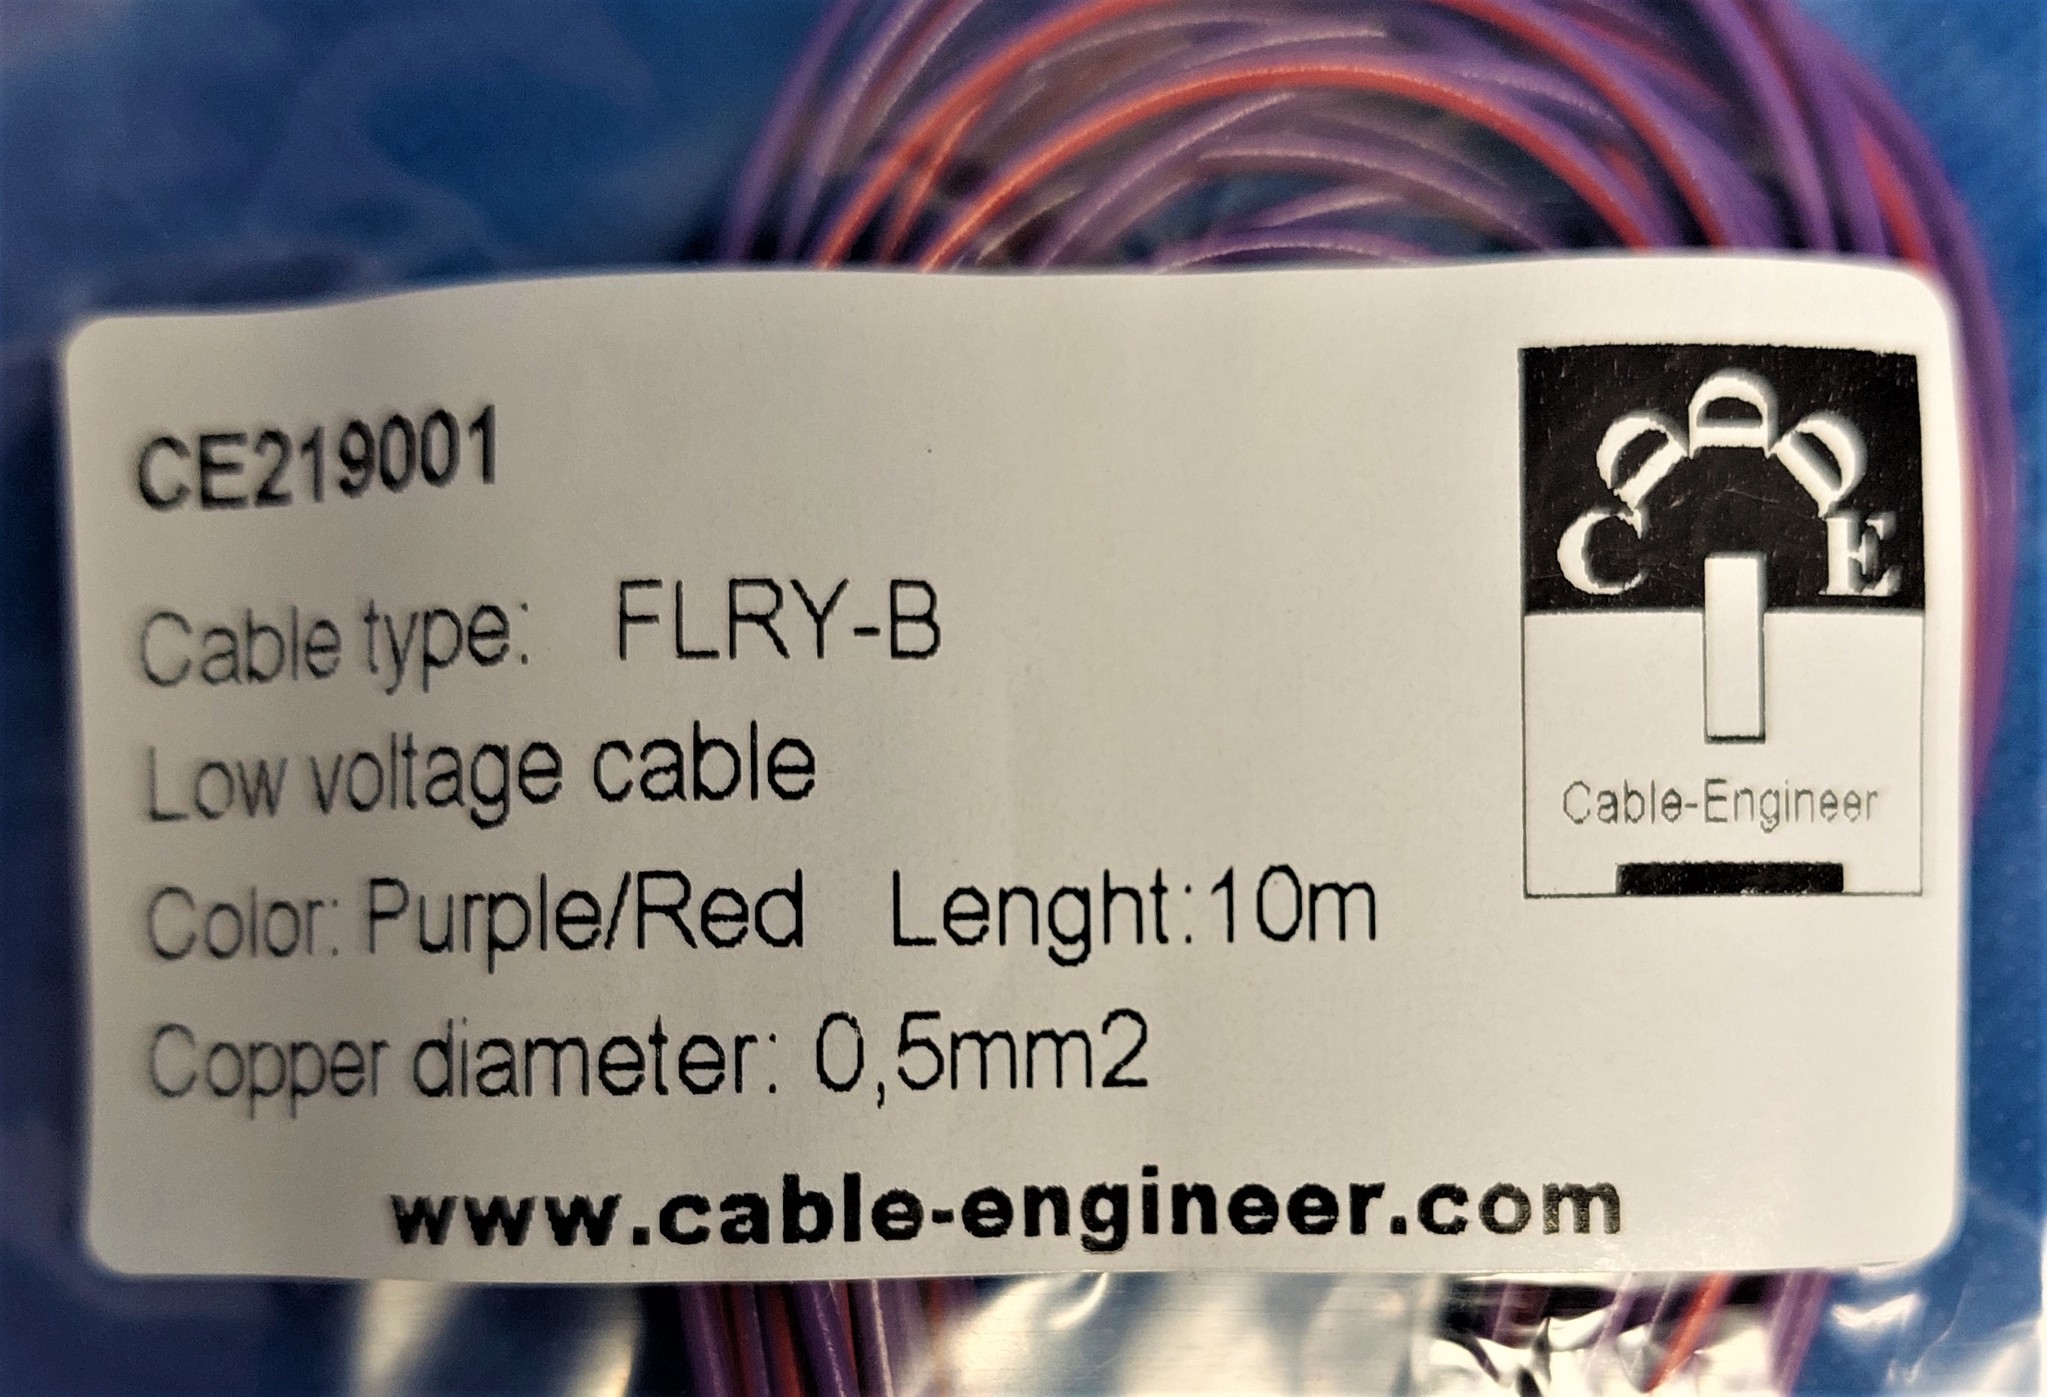 CE219001
Cable type: FLRY-B
Low voltage cable
Color: Purple/Red Lenght:10m
Copper diameter: 0,5mm2
www.cable-engineer.com
C E
Cable-Engineer